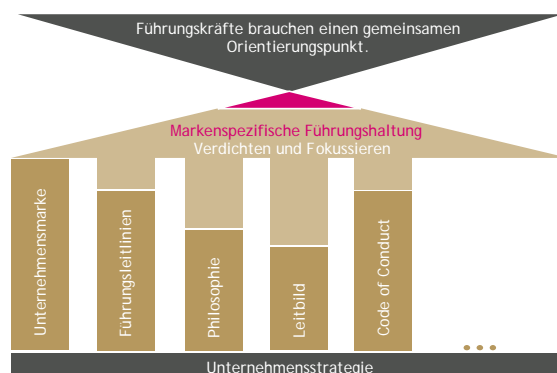 Führungskräfte brauchen einen gemeinsamen
Orientierungspunkt.
Markenspezifische Führungshaltung
Verdichten und Fokussieren
Unternehmensmarke
Führungsleitlinien
Philosophie
Leitbild
Code of Conduct
...
Unternehmensstrategie